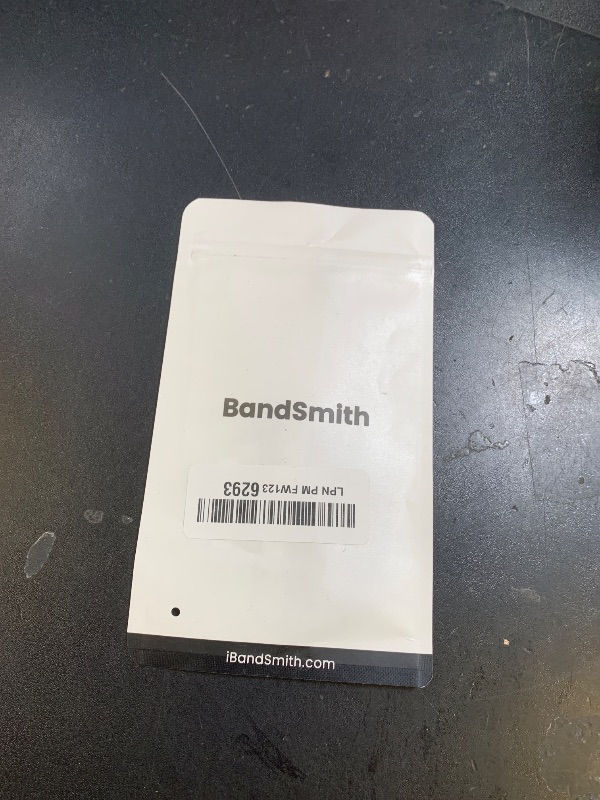 BandSmith
LPN PM FW123 6293
iBandSmith.com